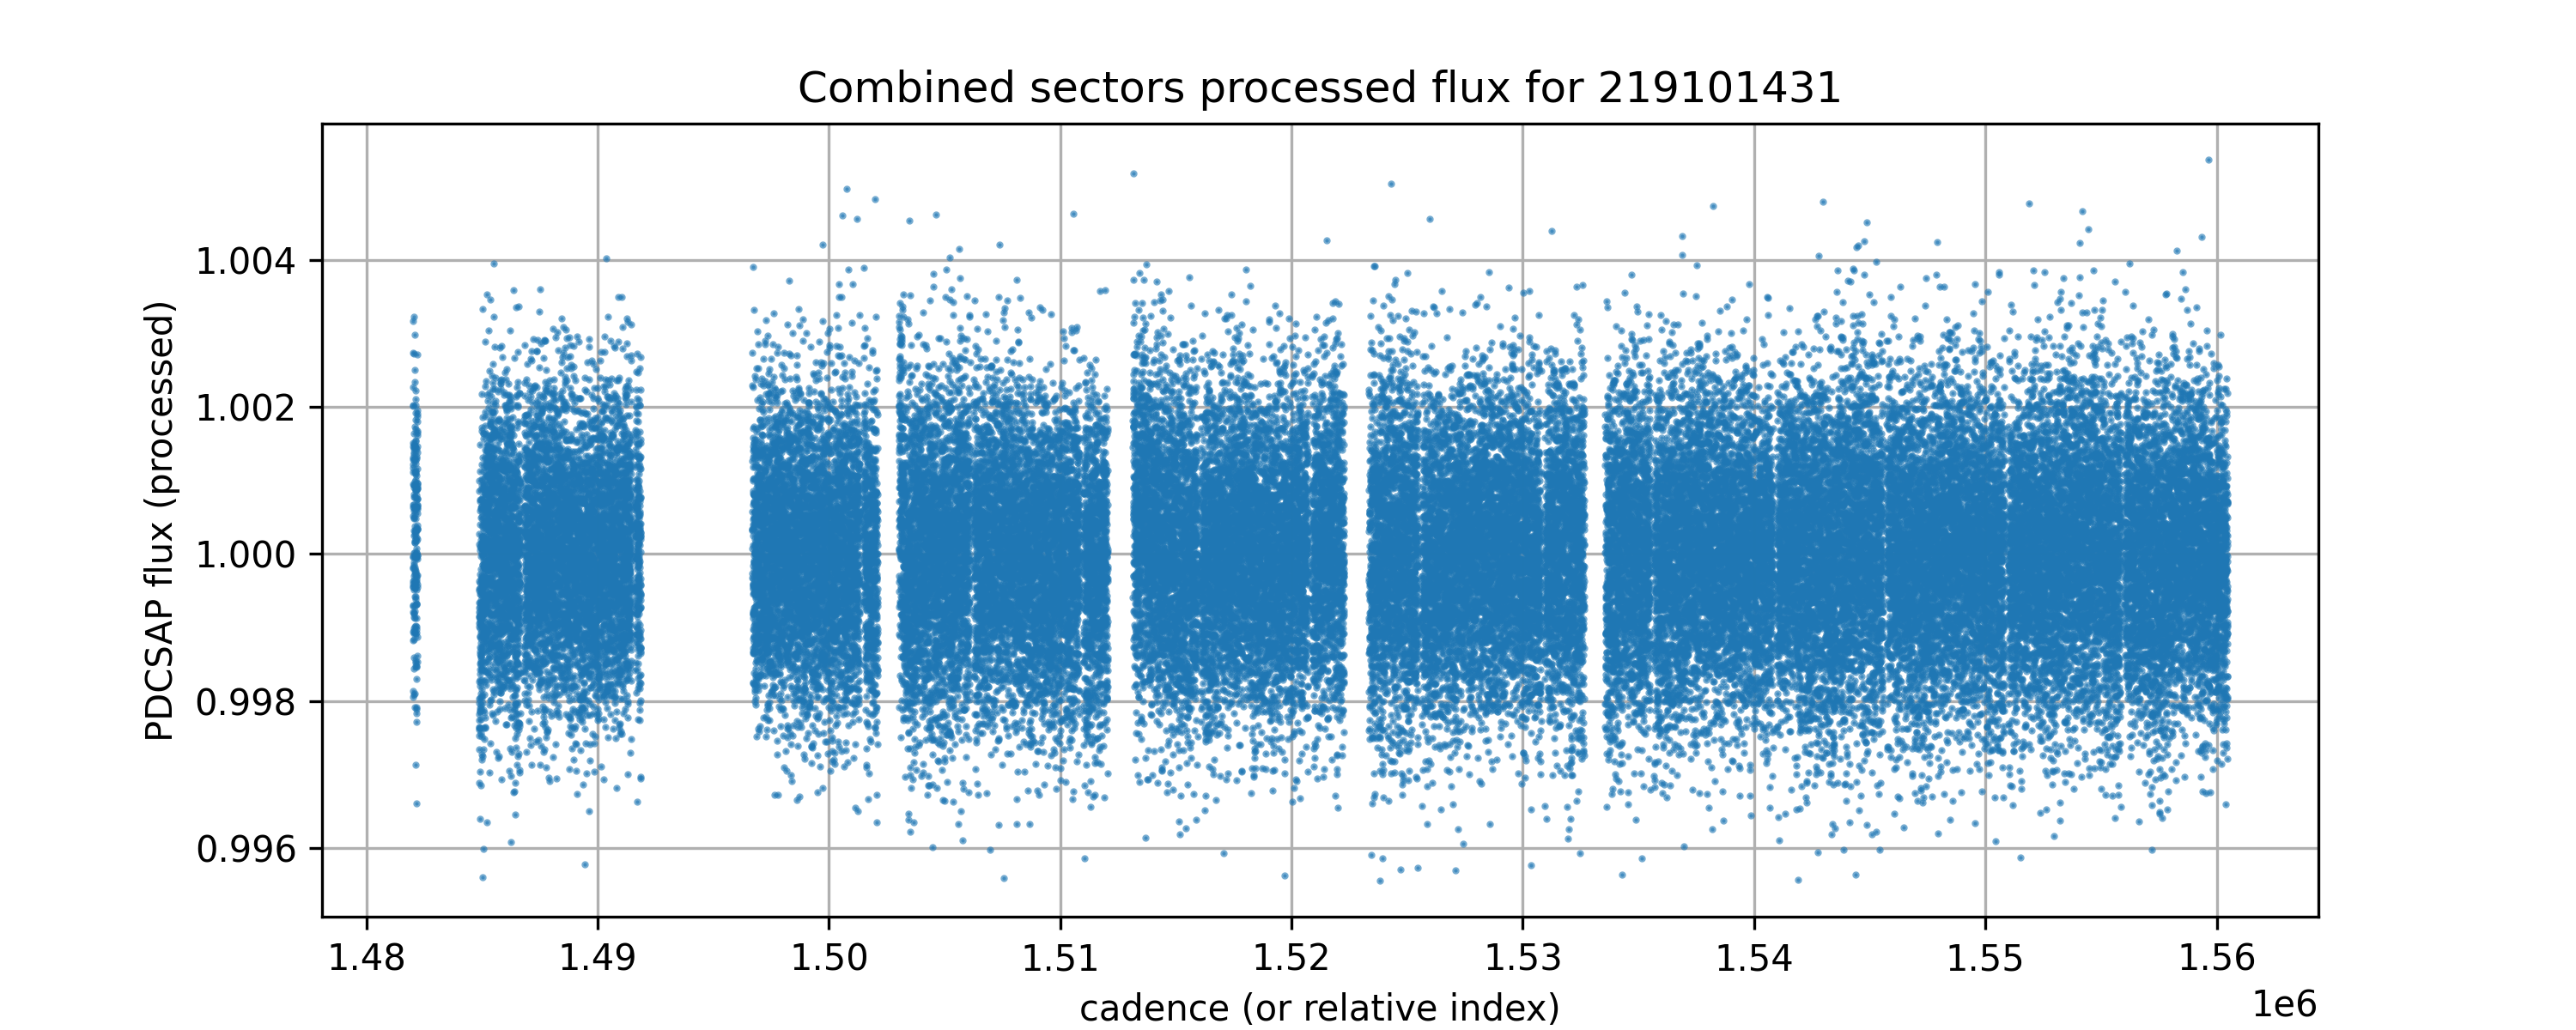 Combined sectors processed flux for 219101431
PDCSAP flux (processed)
1.004
1.002
1.000
0.998
0.996
1.48 1.49 1.50 1.51 1.52 1.53 1.54 1.55 1.56
1e6
cadence (or relative index)